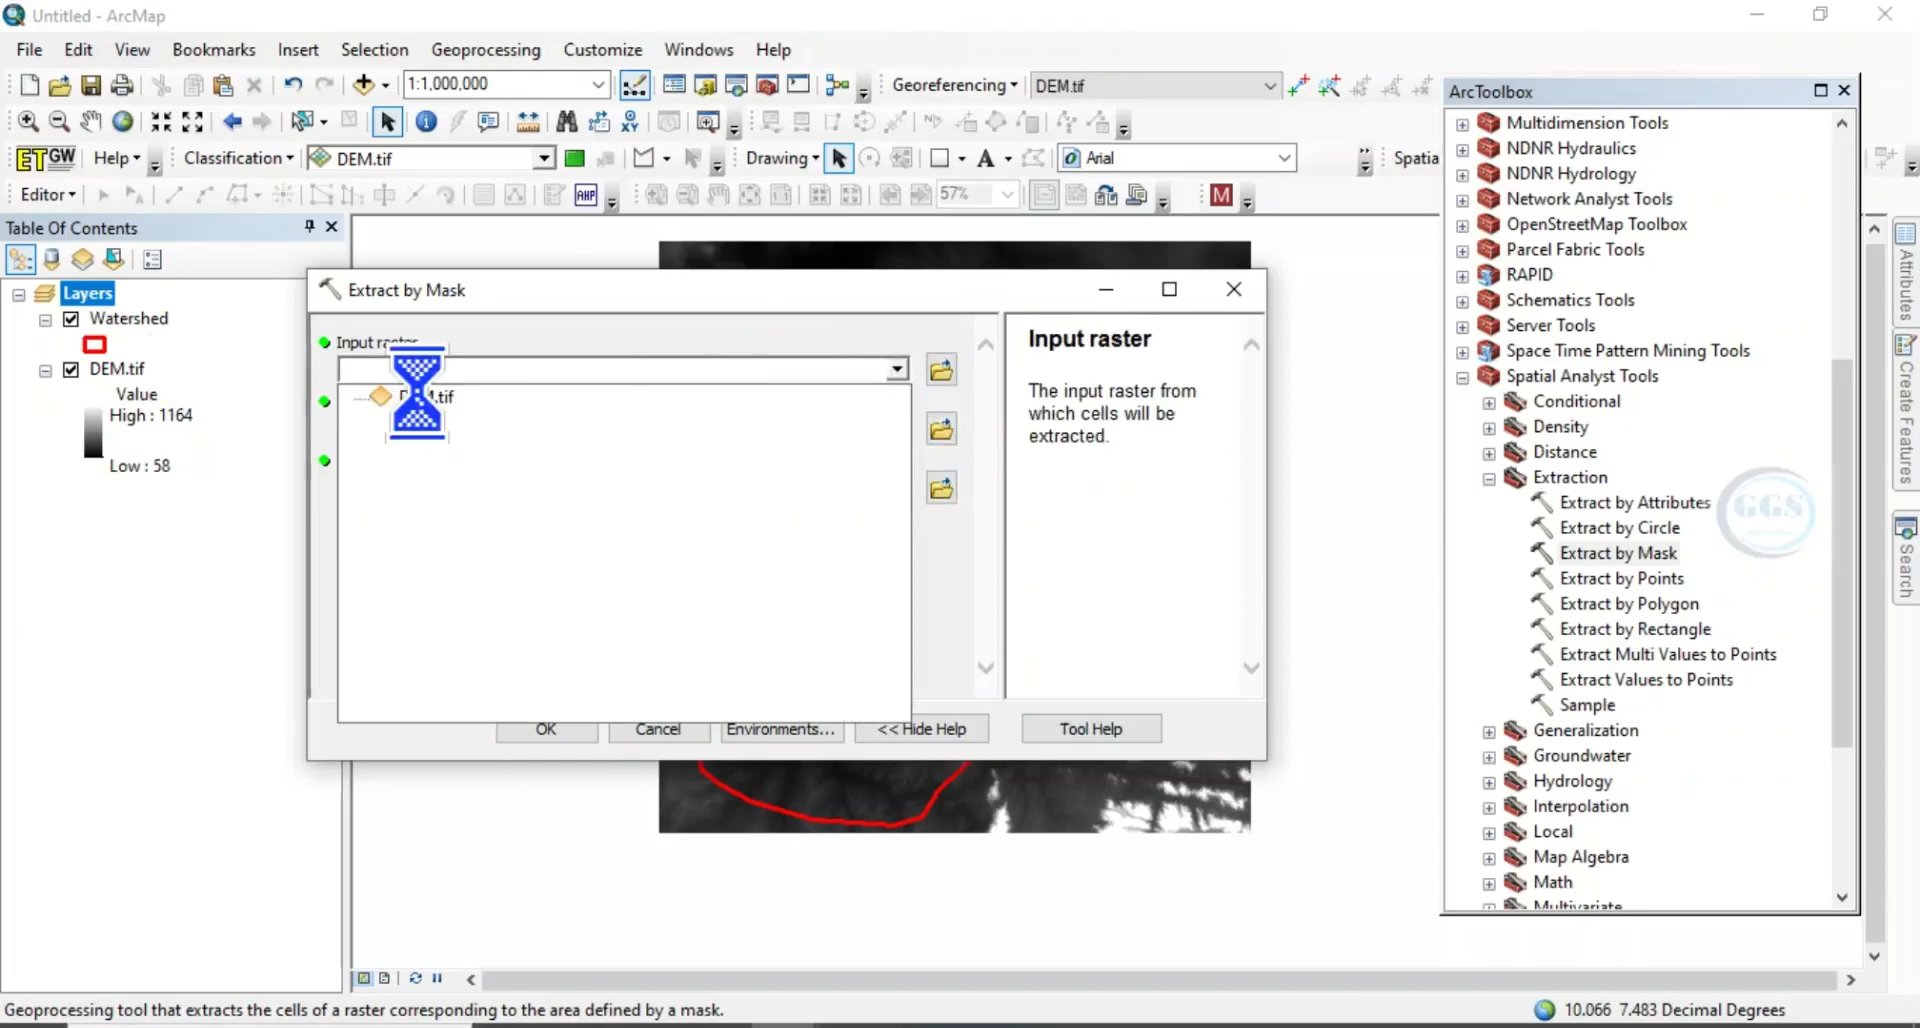 Untitled - ArcMap
File Edit View Bookmarks Insert Selection Geoprocessing Customize Windows Help
1:1,000,000 Georeferencing DEM.tif
ETGW Help Classification DEM.tif Drawing A Arial Spatia
Editor AHP 57% M
ArcToolbox
Multidimension Tools
NDNR Hydraulics
NDNR Hydrology
Network Analyst Tools
OpenStreetMap Toolbox
Parcel Fabric Tools
RAPID
Schematics Tools
Server Tools
Space Time Pattern Mining Tools
Spatial Analyst Tools
Conditional
Density
Distance
Extraction
Extract by Attributes
Extract by Circle
Extract by Mask
Extract by Points
Extract by Polygon
Extract by Rectangle
Extract Multi Values to Points
Extract Values to Points
Sample
Generalization
Groundwater
Hydrology
Interpolation
Local
Map Algebra
Math
Multivariate
GGS
Attributes
Create Features
Search
Table Of Contents
Layers
Watershed
DEM.tif
Value
High : 1164
Low : 58
Extract by Mask
Input raster
.tif
Input raster
The input raster from
which cells will be
extracted.
OK Cancel Environments... << Hide Help Tool Help
Geoprocessing tool that extracts the cells of a raster corresponding to the area defined by a mask.
10.066 7.483 Decimal Degrees